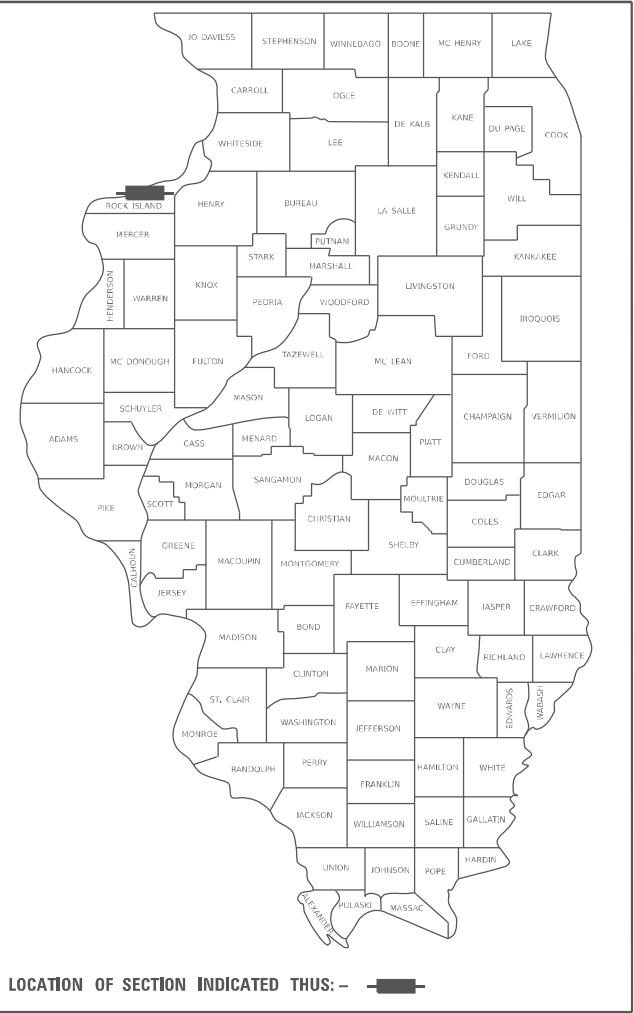 JO DAVIESS STEPHENSON WINNEBAGO BOONE MC HENRY LAKE
CARROLL OGLE
DE KALB KANE DU PAGE COOK
WHITESIDE LEE
KENDALL
ROCK ISLAND HENRY BUREAU LA SALLE WILL
GRUNDY
MERCER PUTNAM
STARK MARSHALL KANKAKEE
HENDERSON WARREN KNOX PEORIA WOODFORD LIVINGSTON
IROQUOIS
HANCOCK MC DONOUGH FULTON TAZEWELL MC LEAN FORD
MASON
SCHUYLER LOGAN DE WITT CHAMPAIGN VERMILION
ADAMS BROWN CASS MENARD PIATT
MACON
PIKE SCOTT MORGAN SANGAMON DOUGLAS EDGAR
MOULTRIE
CHRISTIAN COLES
GREENE SHELBY
CALHOUN MACOUPIN MONTGOMERY CUMBERLAND CLARK
JERSEY
FAYETTE EFFINGHAM JASPER CRAWFORD
MADISON BOND
CLAY RICHLAND LAWRENCE
CLINTON MARION
ST. CLAIR WAYNE EDWARDS WABASH
WASHINGTON JEFFERSON
MONROE
RANDOLPH PERRY HAMILTON WHITE
FRANKLIN
JACKSON WILLIAMSON SALINE GALLATIN
HARDIN
UNION JOHNSON POPE
ALEXANDER PULASKI MASSAC
LOCATION OF SECTION INDICATED THUS: –